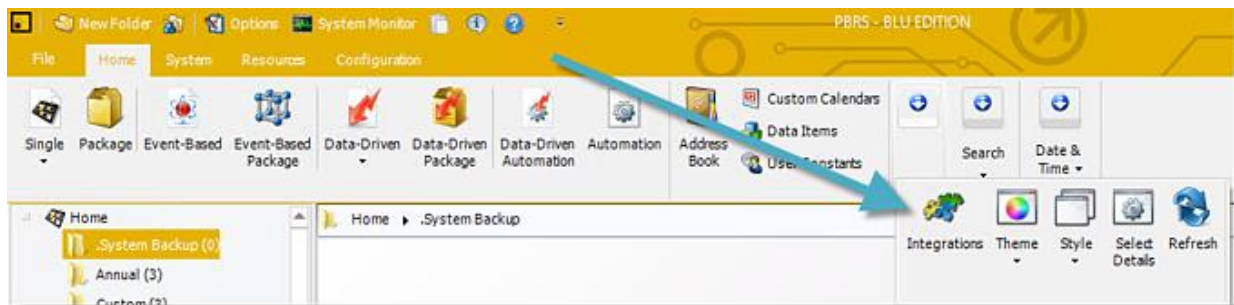 New Folder Options System Monitor PBRS - BLU EDITION
File Home System Resources Configuration
Single Package Event-Based Event-Based Package Data-Driven Data-Driven Package Data-Driven Automation Automation Address Book
Custom Calendars
Data Items
User Constants
Search
Date & Time
Integrations Theme Style Select Details Refresh
Home
.System Backup (0)
Annual (3)
Custom (3)
Home .System Backup